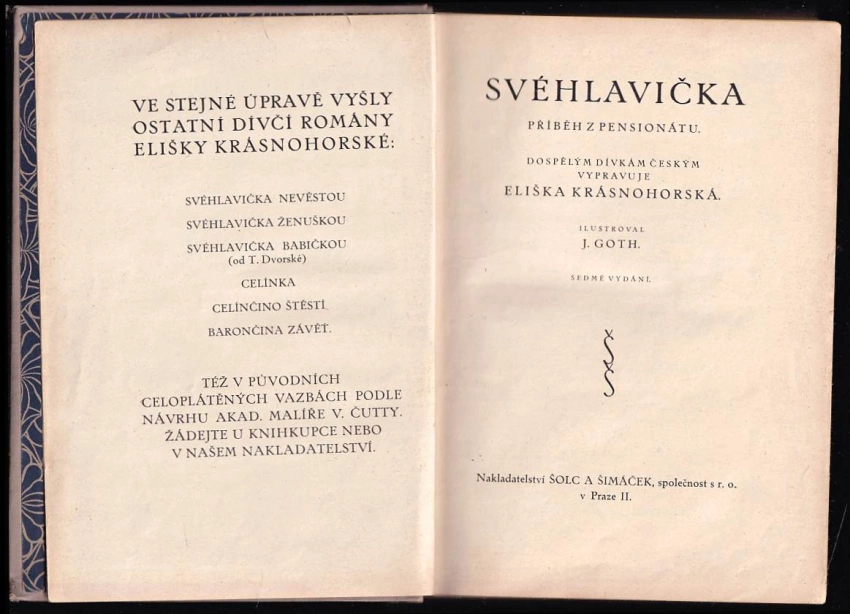 VE STEJNÉ ÚPRAVĚ VYŠLY
OSTATNÍ DÍVČÍ ROMÁNY
ELIŠKY KRÁSNOHORSKÉ:
SVÉHLAVIČKA NEVĚSTOU
SVÉHLAVIČKA ŽENUŠKOU
SVÉHLAVIČKA BABIČKOU
(od T. Dvorské)
CELÍNKA
CELÍNČINO ŠTĚSTÍ
BARONČINA ZÁVĚŤ.
TÉŽ V PŮVODNÍCH
CELOPLÁTĚNÝCH VAZBÁCH PODLE
NÁVRHU AKAD. MALÍŘE V. ČUTTY.
ŽÁDEJTE U KNIHKUPCE NEBO
V NAŠEM NAKLADATELSTVÍ.
SVÉHLAVIČKA
PŘÍBĚH Z PENSIONÁTU.
DOSPĚLÝM DÍVKÁM ČESKÝM
VYPRAVUJE
ELIŠKA KRÁSNOHORSKÁ.
ILUSTROVAL
J. GOTH.
SEDMÉ VYDÁNÍ.
Nakladatelství ŠOLC A ŠIMÁČEK, společnost s r. o.
v Praze II.